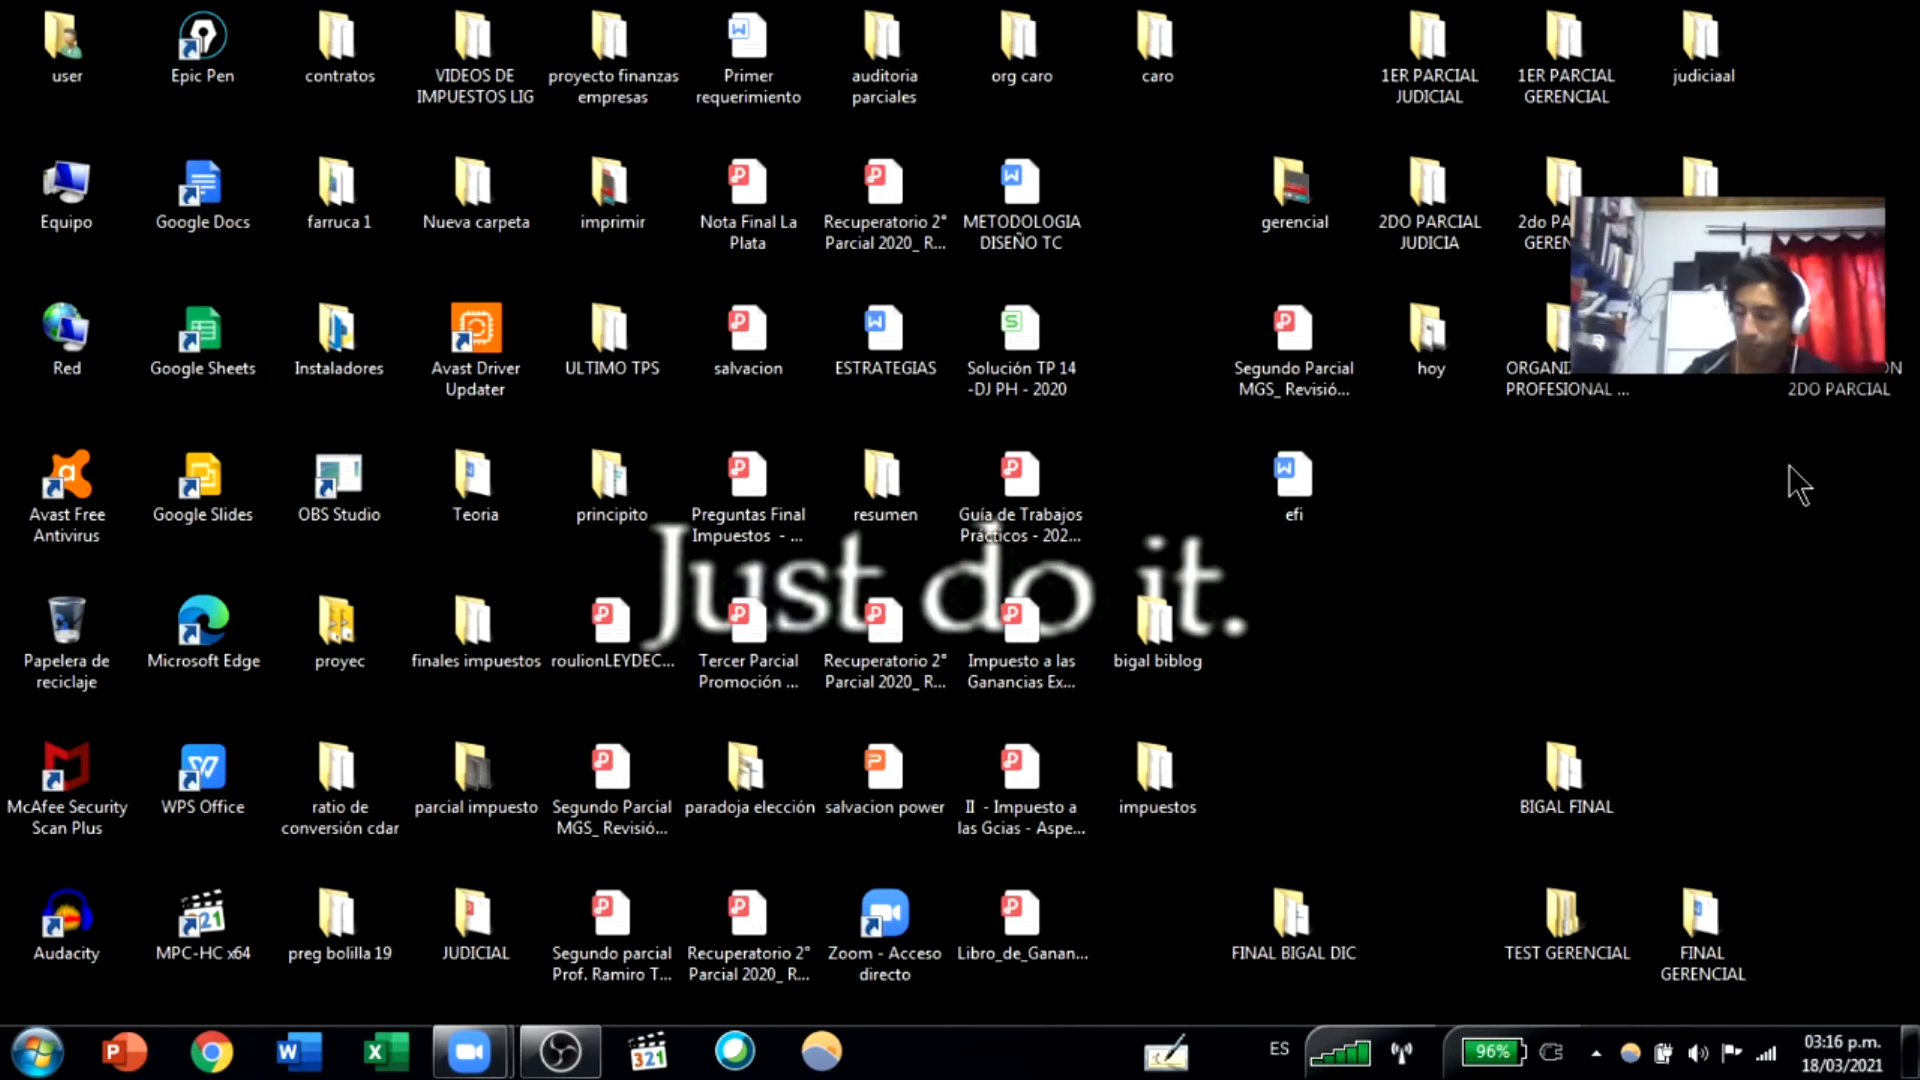 user
Epic Pen
contratos
VIDEOS DE
IMPUESTOS LIG
proyecto finanzas
empresas
Primer
requerimiento
auditoria
parciales
org caro
caro
1ER PARCIAL
JUDICIAL
1ER PARCIAL
GERENCIAL
judiciaal
Equipo
Google Docs
farruca 1
Nueva carpeta
imprimir
Nota Final La
Plata
Recuperatorio 2°
Parcial 2020_ R...
METODOLOGIA
DISEÑO TC
gerencial
2DO PARCIAL
JUDICIA
2do
Red
Google Sheets
Instaladores
Avast Driver
Updater
ULTIMO TPS
salvacion
ESTRATEGIAS
Solución TP 14
-DJ PH - 2020
Segundo Parcial
MGS_ Revisió...
hoy
PROFESIONAL ...
2DO PARCIAL
Avast Free
Antivirus
Google Slides
OBS Studio
Teoria
principito
Preguntas Final
Impuestos - ...
resumen
Guía de Trabajos
Prácticos - 202...
efi
Just do it.
Papelera de
reciclaje
Microsoft Edge
proyec
finales impuestos
roulionLEYDEC...
Tercer Parcial
Promoción ...
Recuperatorio 2°
Parcial 2020_ R...
Impuesto a las
Ganancias Ex...
bigal biblog
McAfee Security
Scan Plus
WPS Office
ratio de
conversión cdar
parcial impuesto
Segundo Parcial
MGS_ Revisió...
paradoja elección
salvacion power
II - Impuesto a
las Gcias - Aspe...
impuestos
BIGAL FINAL
Audacity
MPC-HC x64
preg bolilla 19
JUDICIAL
Segundo parcial
Prof. Ramiro T...
Recuperatorio 2°
Parcial 2020_ R...
Zoom - Acceso
directo
Libro_de_Ganan...
FINAL BIGAL DIC
TEST GERENCIAL
FINAL
GERENCIAL
ES
96%
03:16 p.m.
18/03/2021